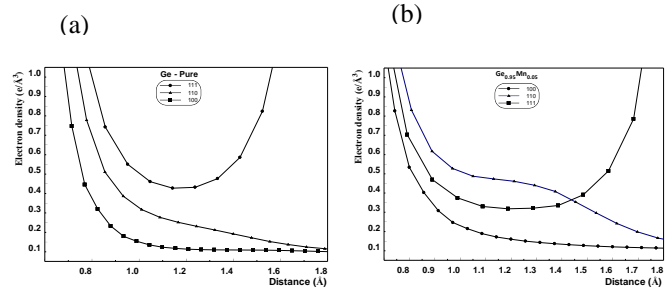 (a)
Ge - Pure
111
110
100
Electron density (e/Å³)
1.0
0.9
0.8
0.7
0.6
0.5
0.4
0.3
0.2
0.1
0.8 1.0 1.2 1.4 1.6 1.8
Distance (Å)
(b)
Ge0.95Mn0.05
100
110
111
Electron density (e/Å³)
1.0
0.9
0.8
0.7
0.6
0.5
0.4
0.3
0.2
0.1
0.8 0.9 1.0 1.1 1.2 1.3 1.4 1.5 1.6 1.7 1.8
Distance (Å)